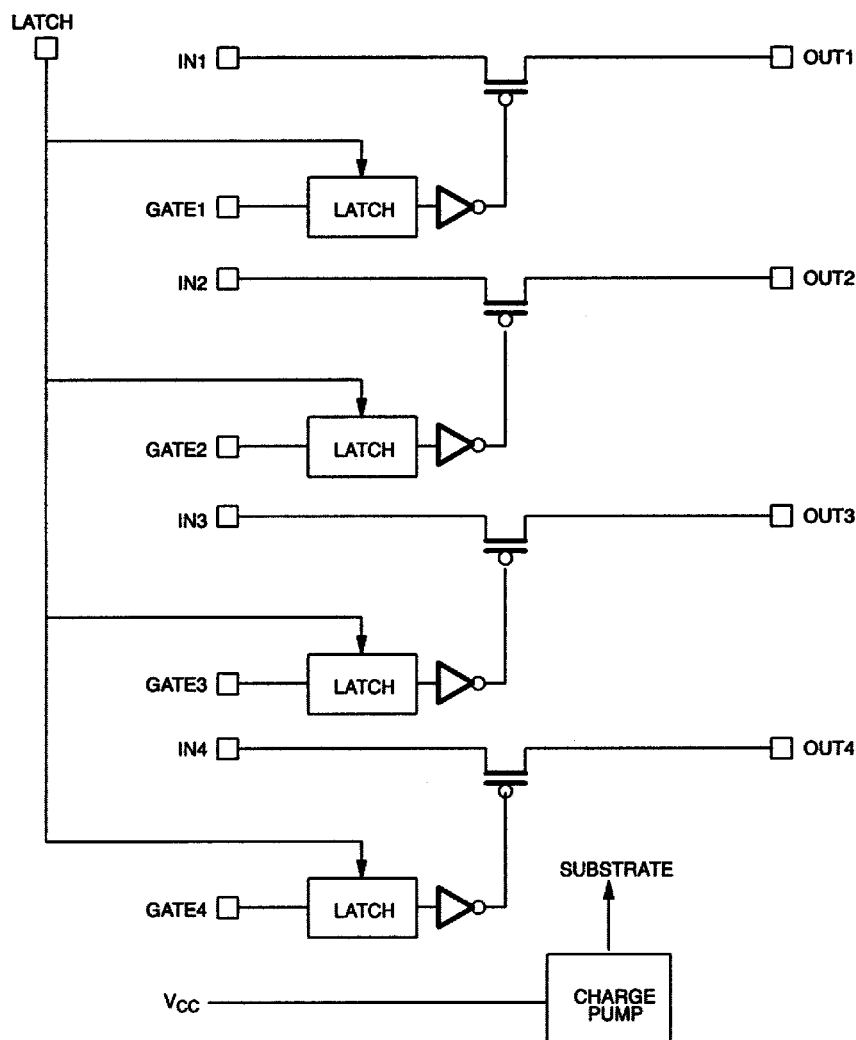 LATCH
IN1
OUT1
GATE1
LATCH
IN2
OUT2
GATE2
LATCH
IN3
OUT3
GATE3
LATCH
IN4
OUT4
GATE4
LATCH
SUBSTRATE
VCC
CHARGE
PUMP